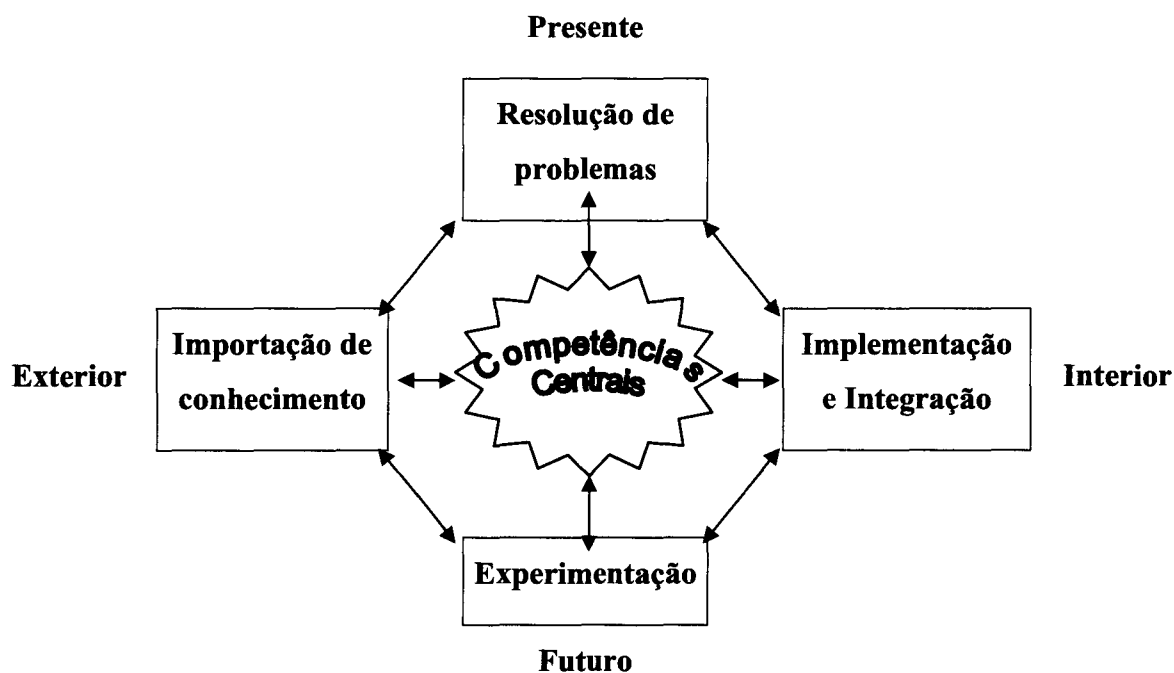 Presente
Resolução de
problemas
Importação de
conhecimento
Exterior
Competências
Centrais
Implementação
e Integração
Interior
Experimentação
Futuro